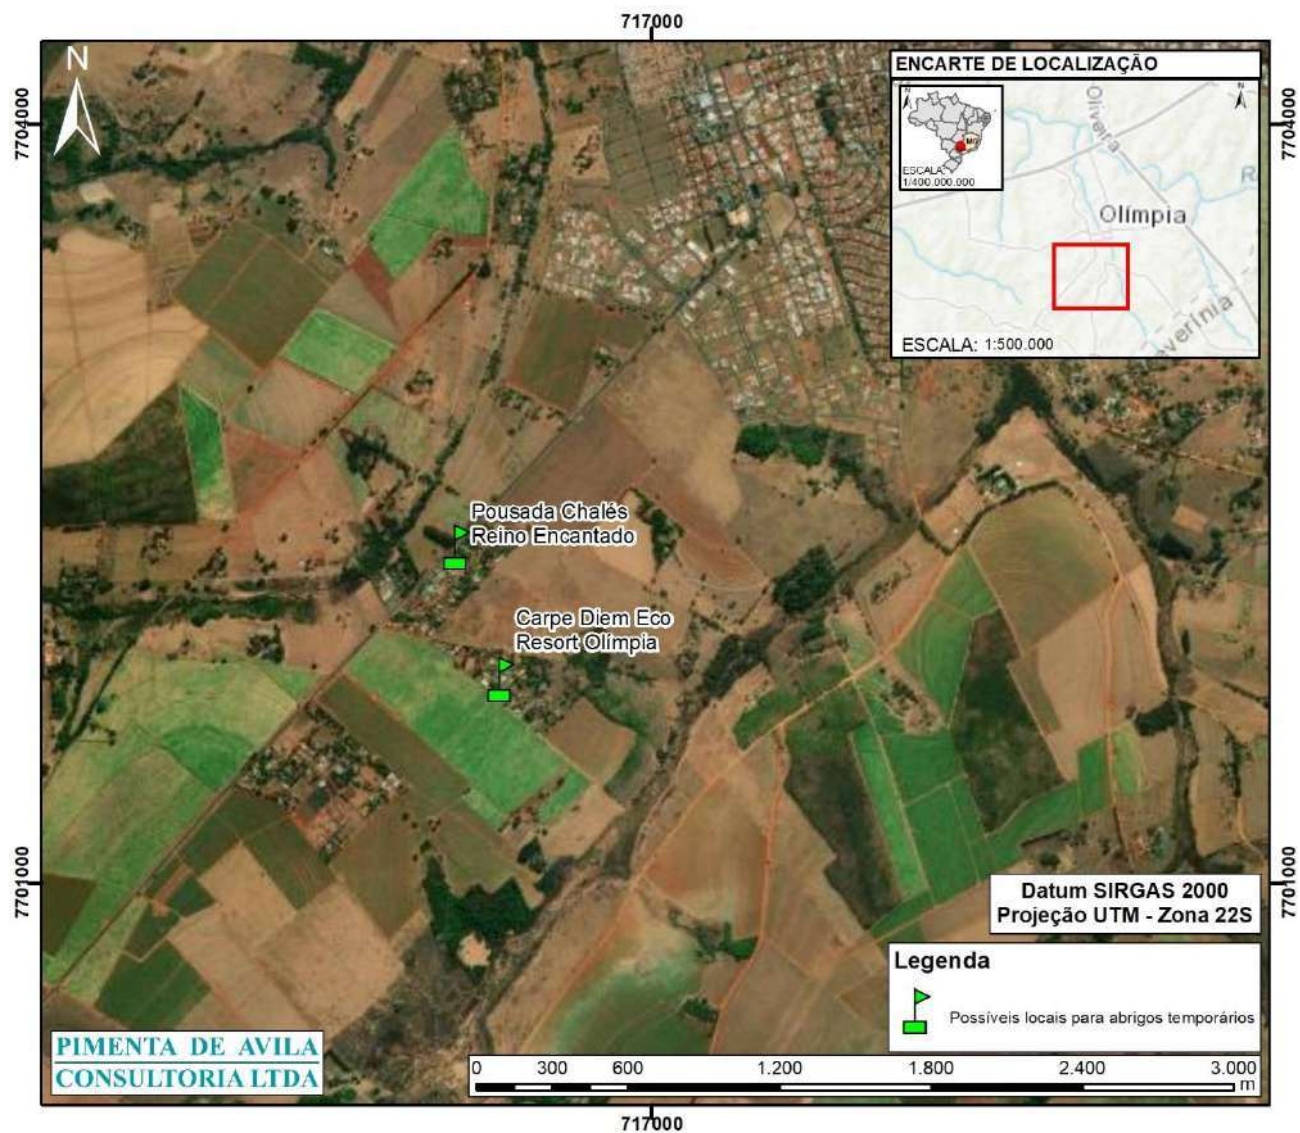 717000
N
7704000
7704000
ENCARTE DE LOCALIZAÇÃO
N
N
MG
ESCALA:
1/400.000.000
Oliveira
R
Olímpia
everínia
ESCALA: 1:500.000
Pousada Chalés
Reino Encantado
Carpe Diem Eco
Resort Olímpia
7701000
7701000
Datum SIRGAS 2000
Projeção UTM - Zona 22S
Legenda
Possíveis locais para abrigos temporários
PIMENTA DE AVILA
CONSULTORIA LTDA
0 300 600 1.200 1.800 2.400 3.000
m
717000